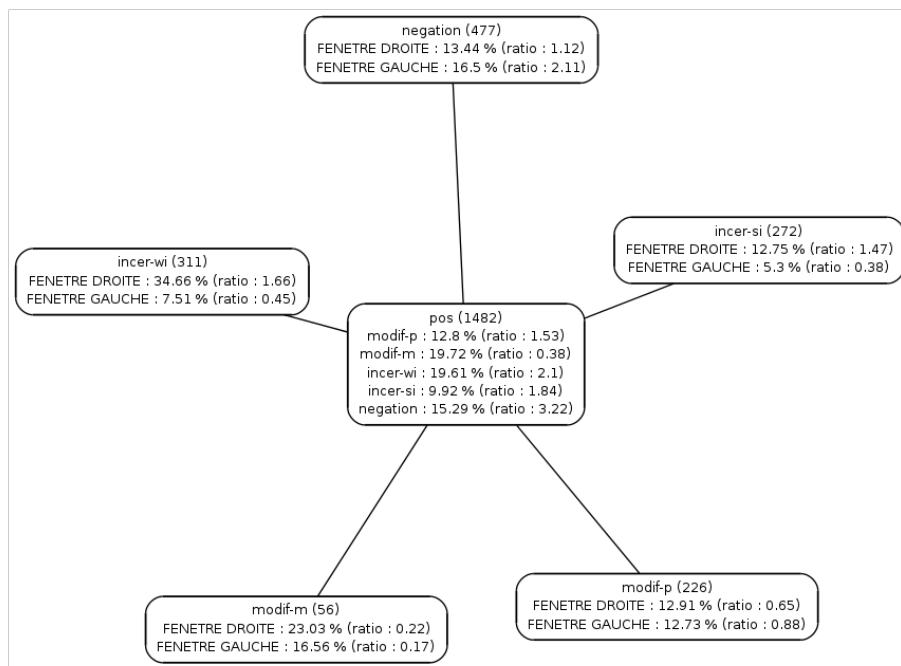 negation (477)
FENETRE DROITE : 13.44 % (ratio : 1.12)
FENETRE GAUCHE : 16.5 % (ratio : 2.11)
incer-si (272)
FENETRE DROITE : 12.75 % (ratio : 1.47)
FENETRE GAUCHE : 5.3 % (ratio : 0.38)
incer-wi (311)
FENETRE DROITE : 34.66 % (ratio : 1.66)
FENETRE GAUCHE : 7.51 % (ratio : 0.45)
pos (1482)
modif-p : 12.8 % (ratio : 1.53)
modif-m : 19.72 % (ratio : 0.38)
incer-wi : 19.61 % (ratio : 2.1)
incer-si : 9.92 % (ratio : 1.84)
negation : 15.29 % (ratio : 3.22)
modif-m (56)
FENETRE DROITE : 23.03 % (ratio : 0.22)
FENETRE GAUCHE : 16.56 % (ratio : 0.17)
modif-p (226)
FENETRE DROITE : 12.91 % (ratio : 0.65)
FENETRE GAUCHE : 12.73 % (ratio : 0.88)